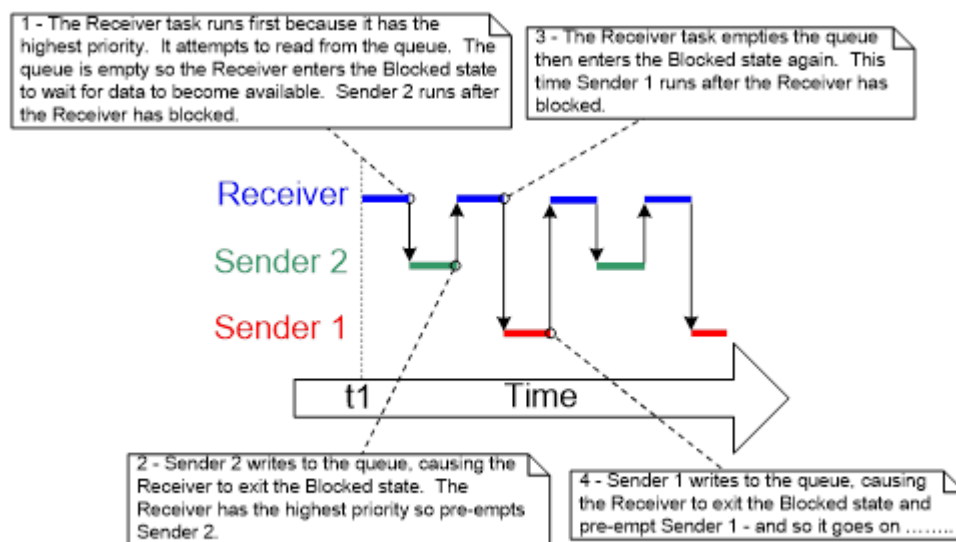 1 - The Receiver task runs first because it has the
highest priority.  It attempts to read from the queue.  The
queue is empty so the Receiver enters the Blocked state
to wait for data to become available.  Sender 2 runs after
the Receiver has blocked.
3 - The Receiver task empties the queue
then enters the Blocked state again.  This
time Sender 1 runs after the Receiver has
blocked.
Receiver
Sender 2
Sender 1
t1
Time
2 - Sender 2 writes to the queue, causing the
Receiver to exit the Blocked state.  The
Receiver has the highest priority so pre-empts
Sender 2.
4 - Sender 1 writes to the queue, causing
the Receiver to exit the Blocked state and
pre-empt Sender 1 - and so it goes on ........